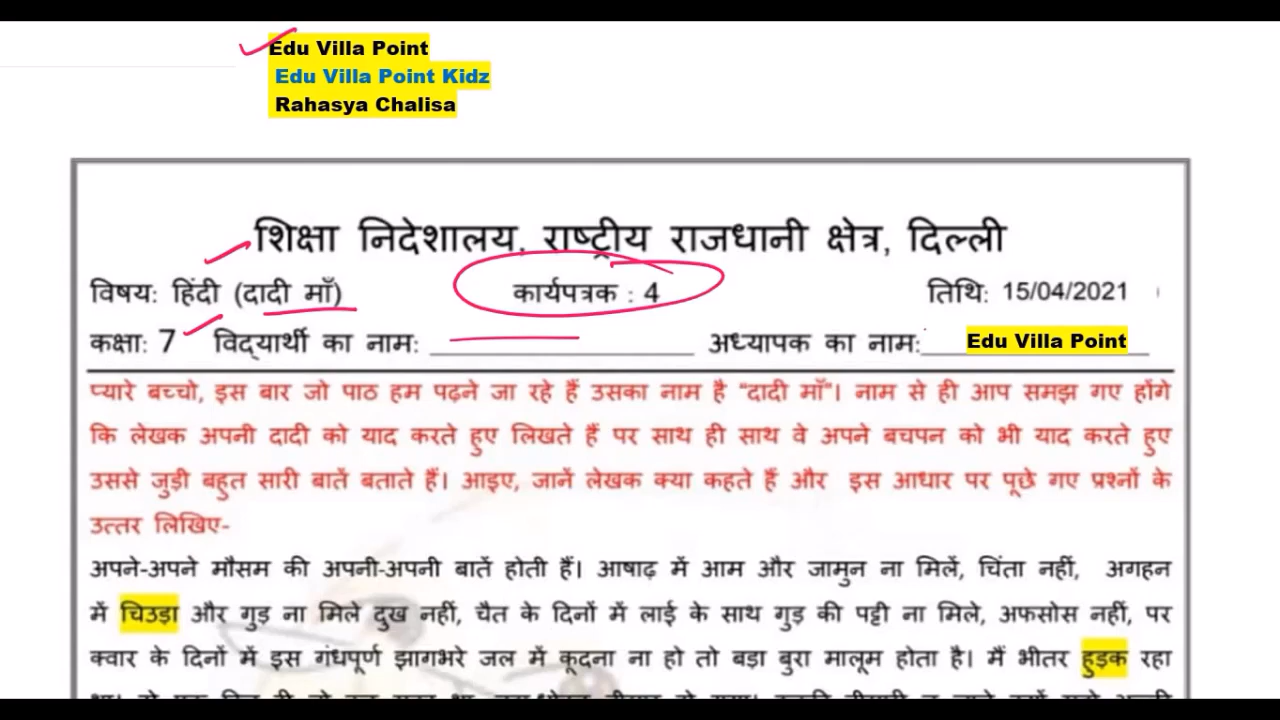 Edu Villa Point
Edu Villa Point Kidz
Rahasya Chalisa
शिक्षा निदेशालय, राष्ट्रीय राजधानी क्षेत्र, दिल्ली
विषय: हिंदी (दादी माँ) कार्यपत्रक : 4 तिथि: 15/04/2021
कक्षा: 7 विद्यार्थी का नाम: अध्यापक का नाम: Edu Villa Point
प्यारे बच्चो, इस बार जो पाठ हम पढ़ने जा रहे हैं उसका नाम है "दादी माँ"। नाम से ही आप समझ गए होंगे
कि लेखक अपनी दादी को याद करते हुए लिखते हैं पर साथ ही साथ वे अपने बचपन को भी याद करते हुए
उससे जुड़ी बहुत सारी बातें बताते हैं। आइए, जानें लेखक क्या कहते हैं और इस आधार पर पूछे गए प्रश्नों के
उत्तर लिखिए-
अपने-अपने मौसम की अपनी-अपनी बातें होती हैं। आषाढ़ में आम और जामुन ना मिलें, चिंता नहीं, अगहन
में चिउड़ा और गुड़ ना मिले दुख नहीं, चैत के दिनों में लाई के साथ गुड़ की पट्टी ना मिले, अफसोस नहीं, पर
क्वार के दिनों में इस गंधपूर्ण झागभरे जल में कूदना ना हो तो बड़ा बुरा मालूम होता है। मैं भीतर हुड़क रहा